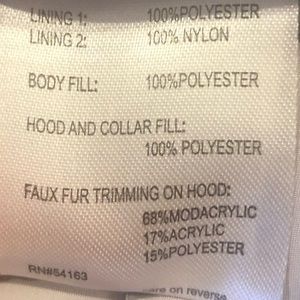 LINING 1: 100%POLYESTER
LINING 2: 100% NYLON
BODY FILL: 100%POLYESTER
HOOD AND COLLAR FILL:
100% POLYESTER
FAUX FUR TRIMMING ON HOOD:
68%MODACRYLIC
17%ACRYLIC
15%POLYESTER
RN#54163
are on reverse